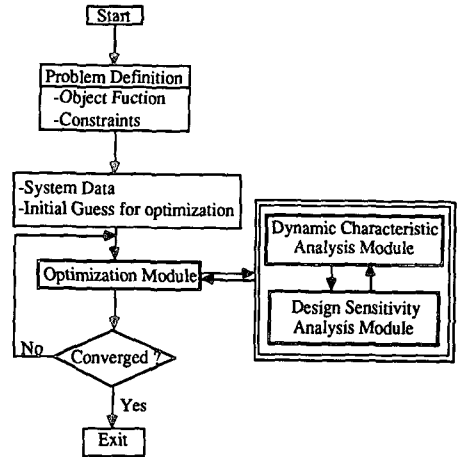 Start
Problem Definition
-Object Fuction
-Constraints
-System Data
-Initial Guess for optimization
Optimization Module
Dynamic Characteristic
Analysis Module
Design Sensitivity
Analysis Module
No
Converged ?
Yes
Exit